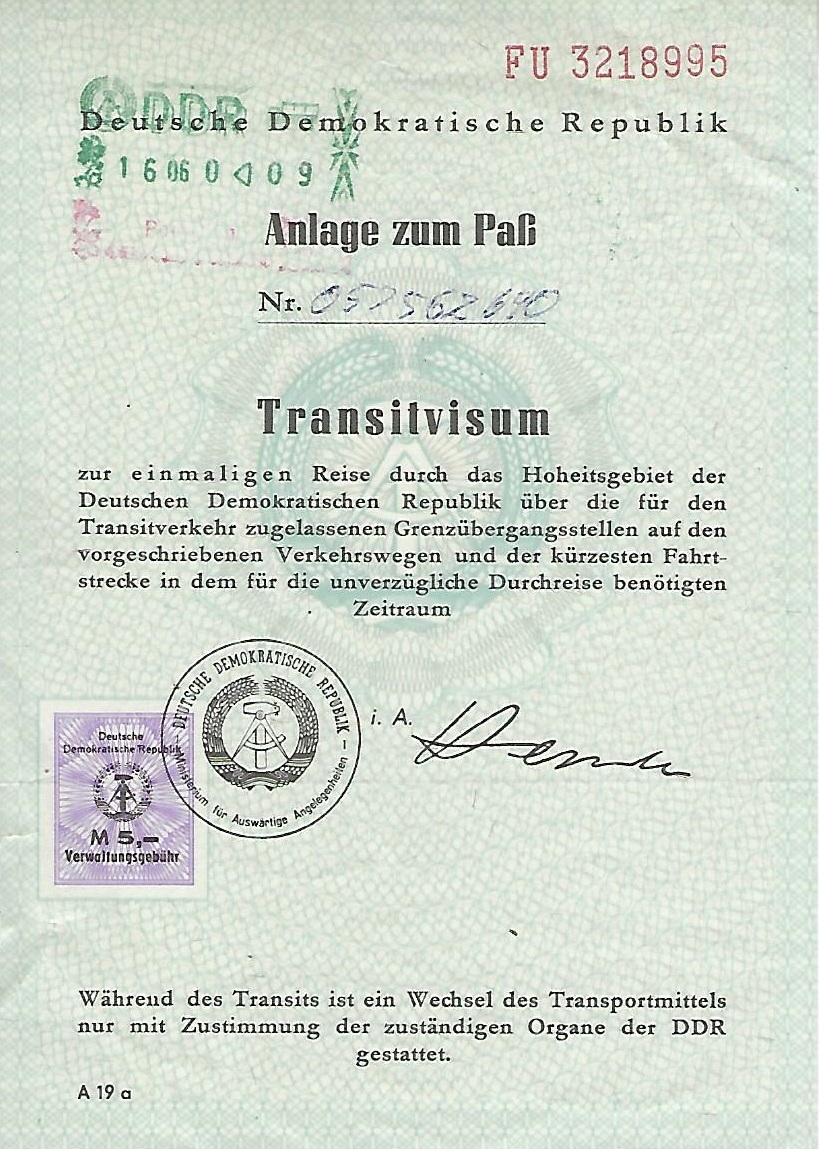 FU 3218995
DDR
Deutsche Demokratische Republik
16 06 0 09
Anlage zum Paß
Nr. 057562640
Transitvisum
zur einmaligen Reise durch das Hoheitsgebiet der
Deutschen Demokratischen Republik über die für den
Transitverkehr zugelassenen Grenzübergangsstellen auf den
vorgeschriebenen Verkehrswegen und der kürzesten Fahrt-
strecke in dem für die unverzügliche Durchreise benötigten
Zeitraum
DEUTSCHE DEMOKRATISCHE REPUBLIK
Ministerium für Auswärtige Angelegenheiten
i. A.
Deutsche
Demokratische Republik
M 5,-
Verwaltungsgebühr
Während des Transits ist ein Wechsel des Transportmittels
nur mit Zustimmung der zuständigen Organe der DDR
gestattet.
A 19 a